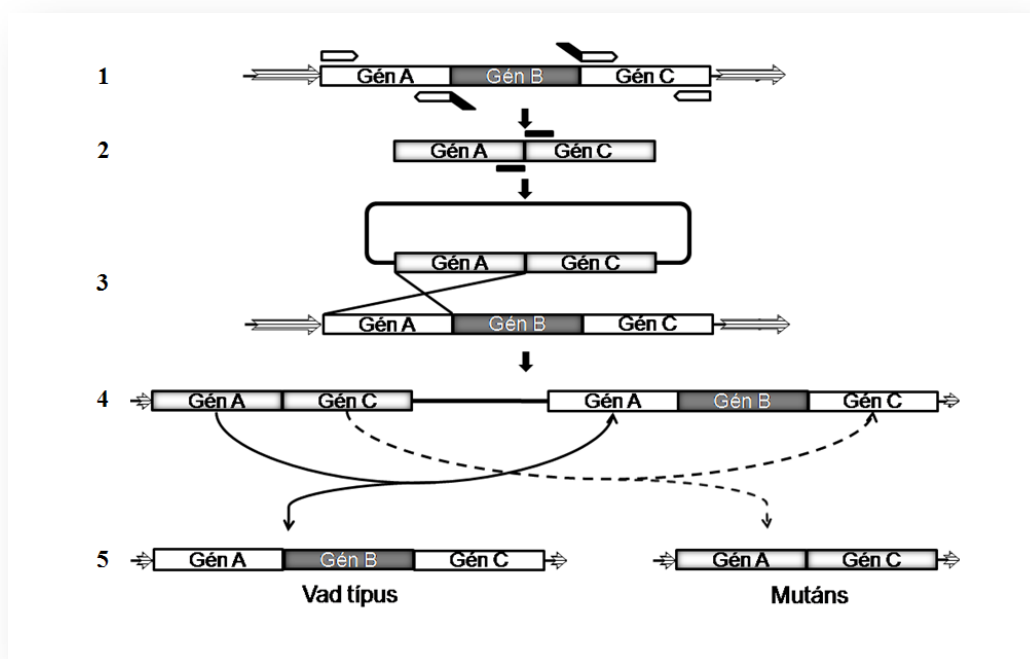 1 Gén A Gén B Gén C
2 Gén A Gén C
Gén A Gén C
3
Gén A Gén B Gén C
4 Gén A Gén C Gén A Gén B Gén C
5 Gén A Gén B Gén C Gén A Gén C
Vad típus Mutáns